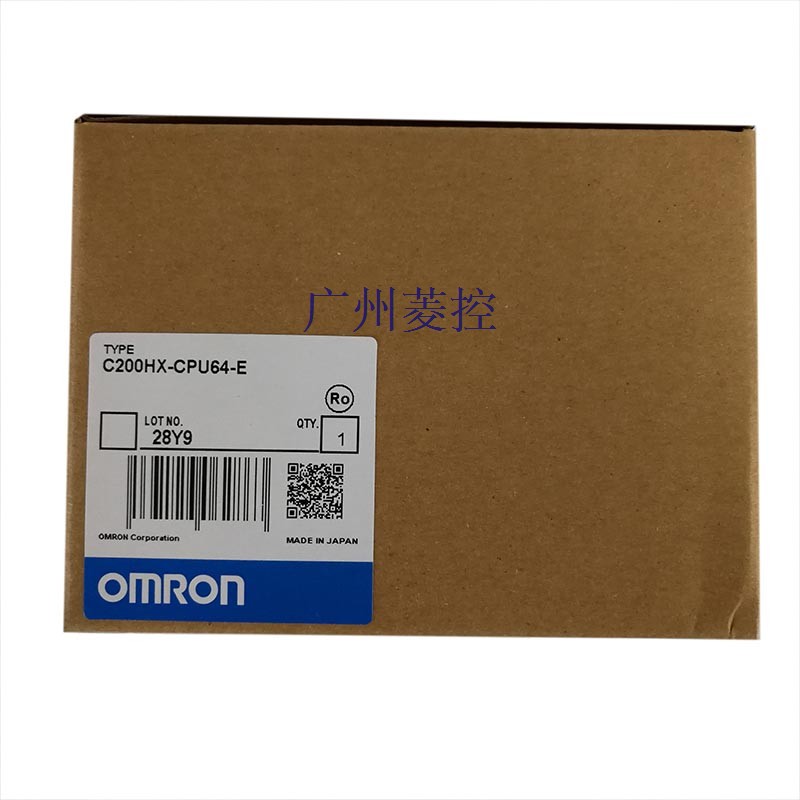 广州菱控
TYPE
C200HX-CPU64-E
Ro
LOT NO.
28Y9
QTY.
1
OMRON Corporation
MADE IN JAPAN
OMRON